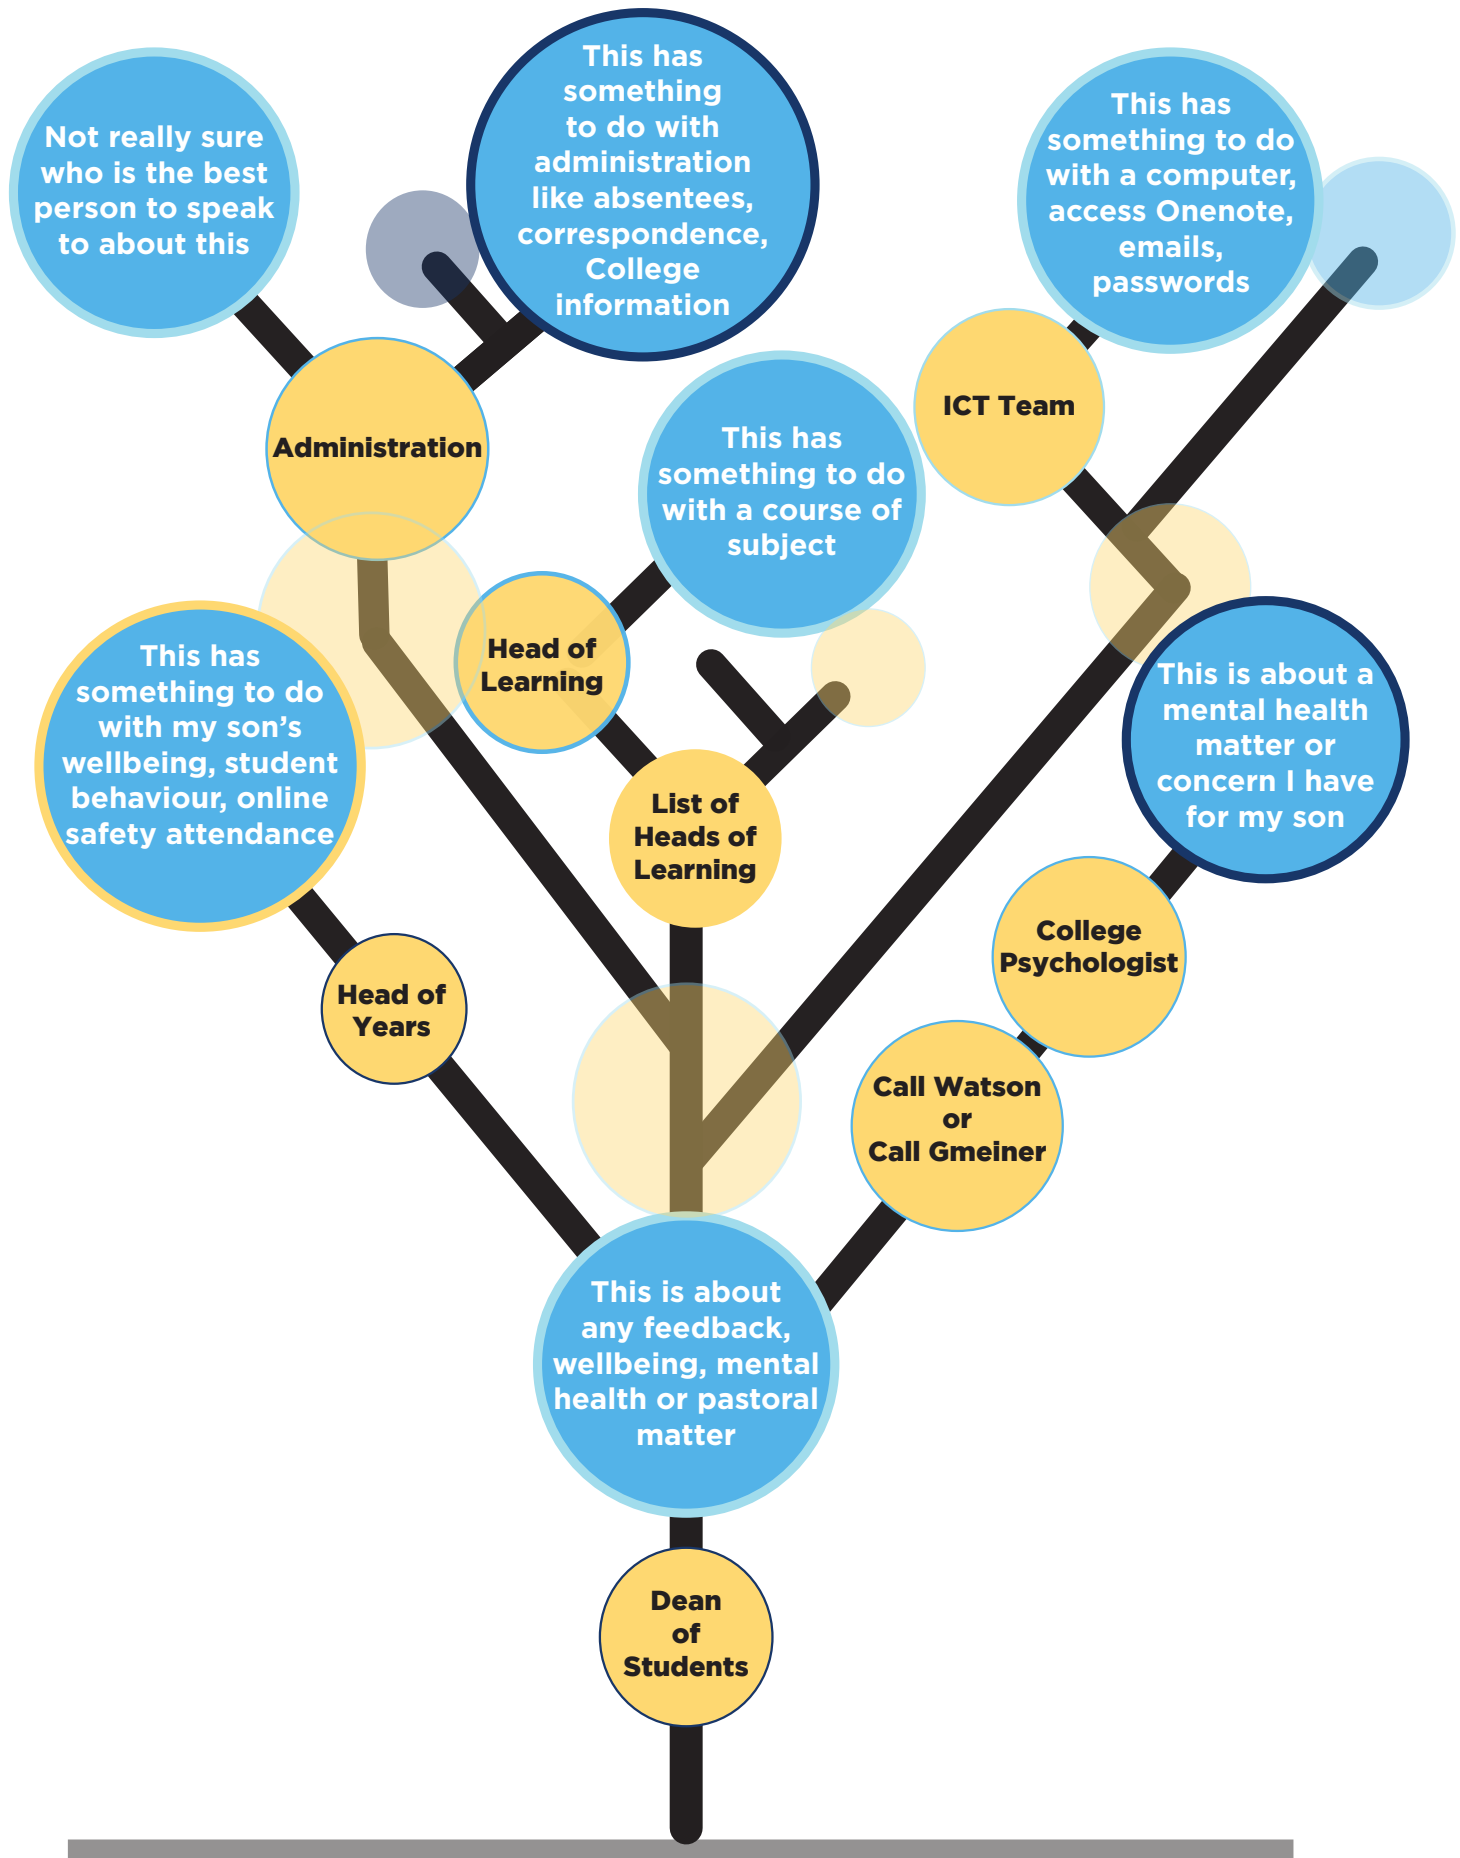 This has
something
to do with
administration
like absentees,
correspondence,
College
information
Not really sure
who is the best
person to speak
to about this
This has
something to do
with a computer,
access Onenote,
emails,
passwords
Administration
ICT Team
This has
something to do
with a course of
subject
Head of
Learning
This has
something to do
with my son’s
wellbeing, student
behaviour, online
safety attendance
This is about a
mental health
matter or
concern I have
for my son
List of
Heads of
Learning
College
Psychologist
Head of
Years
Call Watson
or
Call Gmeiner
This is about
any feedback,
wellbeing, mental
health or pastoral
matter
Dean
of
Students